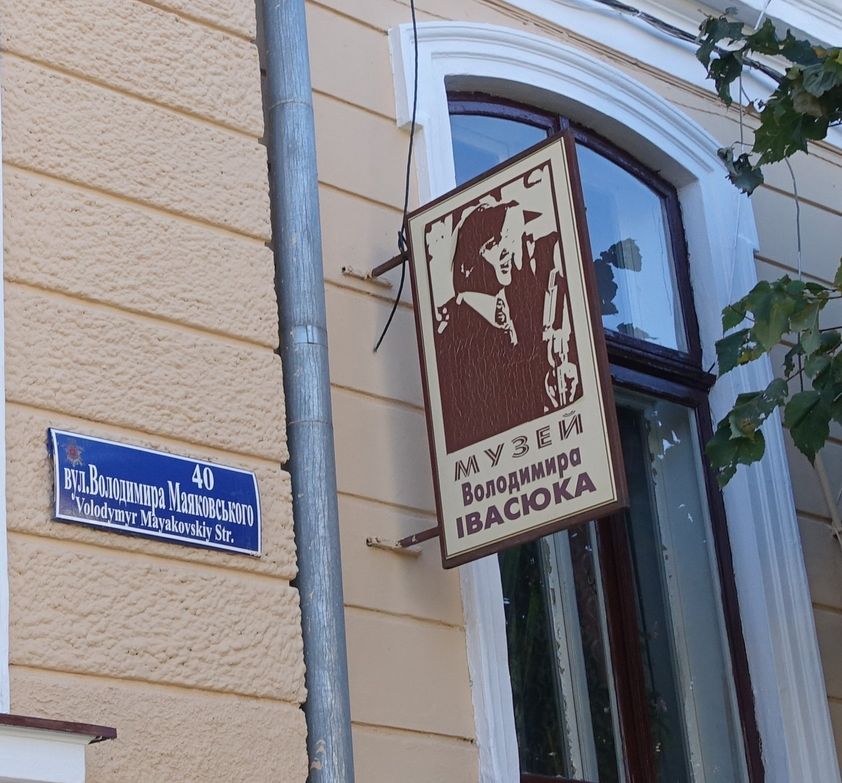 40
вул.Володимира Маяковського
Volodymyr Mayakovskiy Str.
МУЗЕЙ
Володимира
ІВАСЮКА